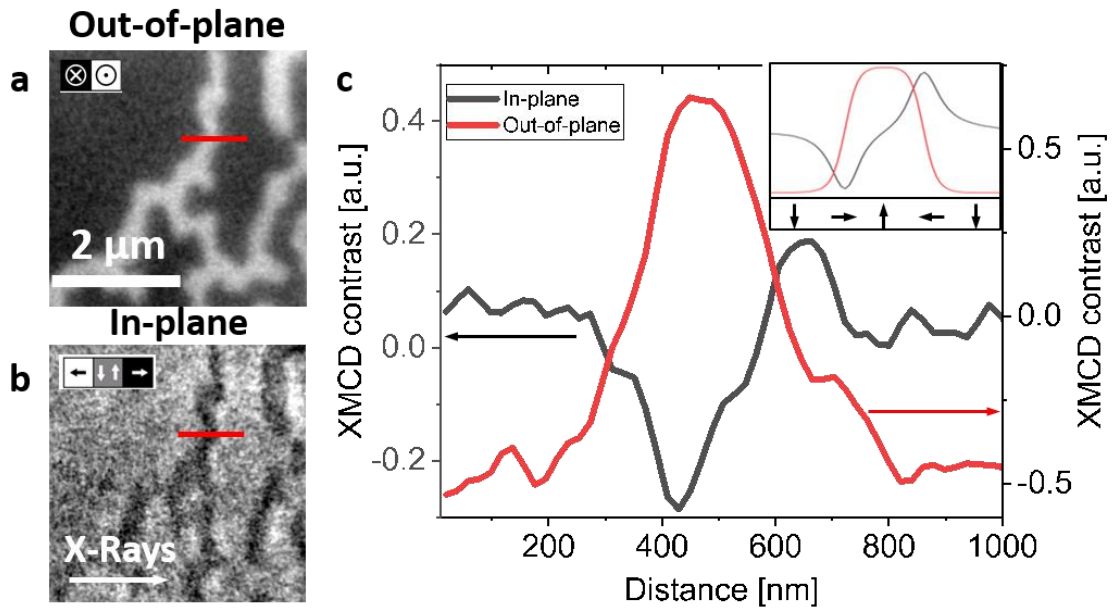 Out-of-plane
a
2 µm
In-plane
b
X-Rays
c
In-plane
Out-of-plane
XMCD contrast [a.u.]
0.4
0.2
0.0
-0.2
200
400
600
800
1000
Distance [nm]
0.5
0.0
-0.5
XMCD contrast [a.u.]